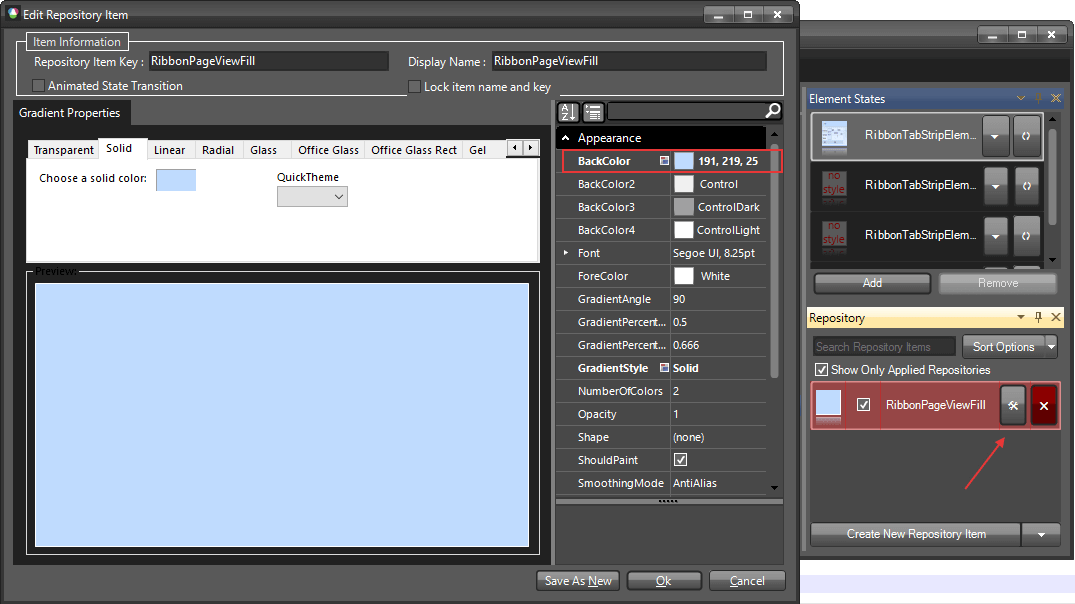 Edit Repository Item
Item Information
Repository Item Key : RibbonPageViewFill
Display Name : RibbonPageViewFill
Animated State Transition
Lock item name and key
Gradient Properties
Transparent Solid Linear Radial Glass Office Glass Office Glass Rect Gel
Choose a solid color:
QuickTheme
Preview:
Appearance
BackColor 191, 219, 25
BackColor2 Control
BackColor3 ControlDark
BackColor4 ControlLight
Font Segoe UI, 8.25pt
ForeColor White
GradientAngle 90
GradientPercent... 0.5
GradientPercent... 0.666
GradientStyle Solid
NumberOfColors 2
Opacity 1
Shape (none)
ShouldPaint
SmoothingMode AntiAlias
Save As New Ok Cancel
Element States
RibbonTabStripElem...
no style RibbonTabStripElem...
no style RibbonTabStripElem...
Add Remove
Repository
Search Repository Items Sort Options
Show Only Applied Repositories
RibbonPageViewFill
Create New Repository Item